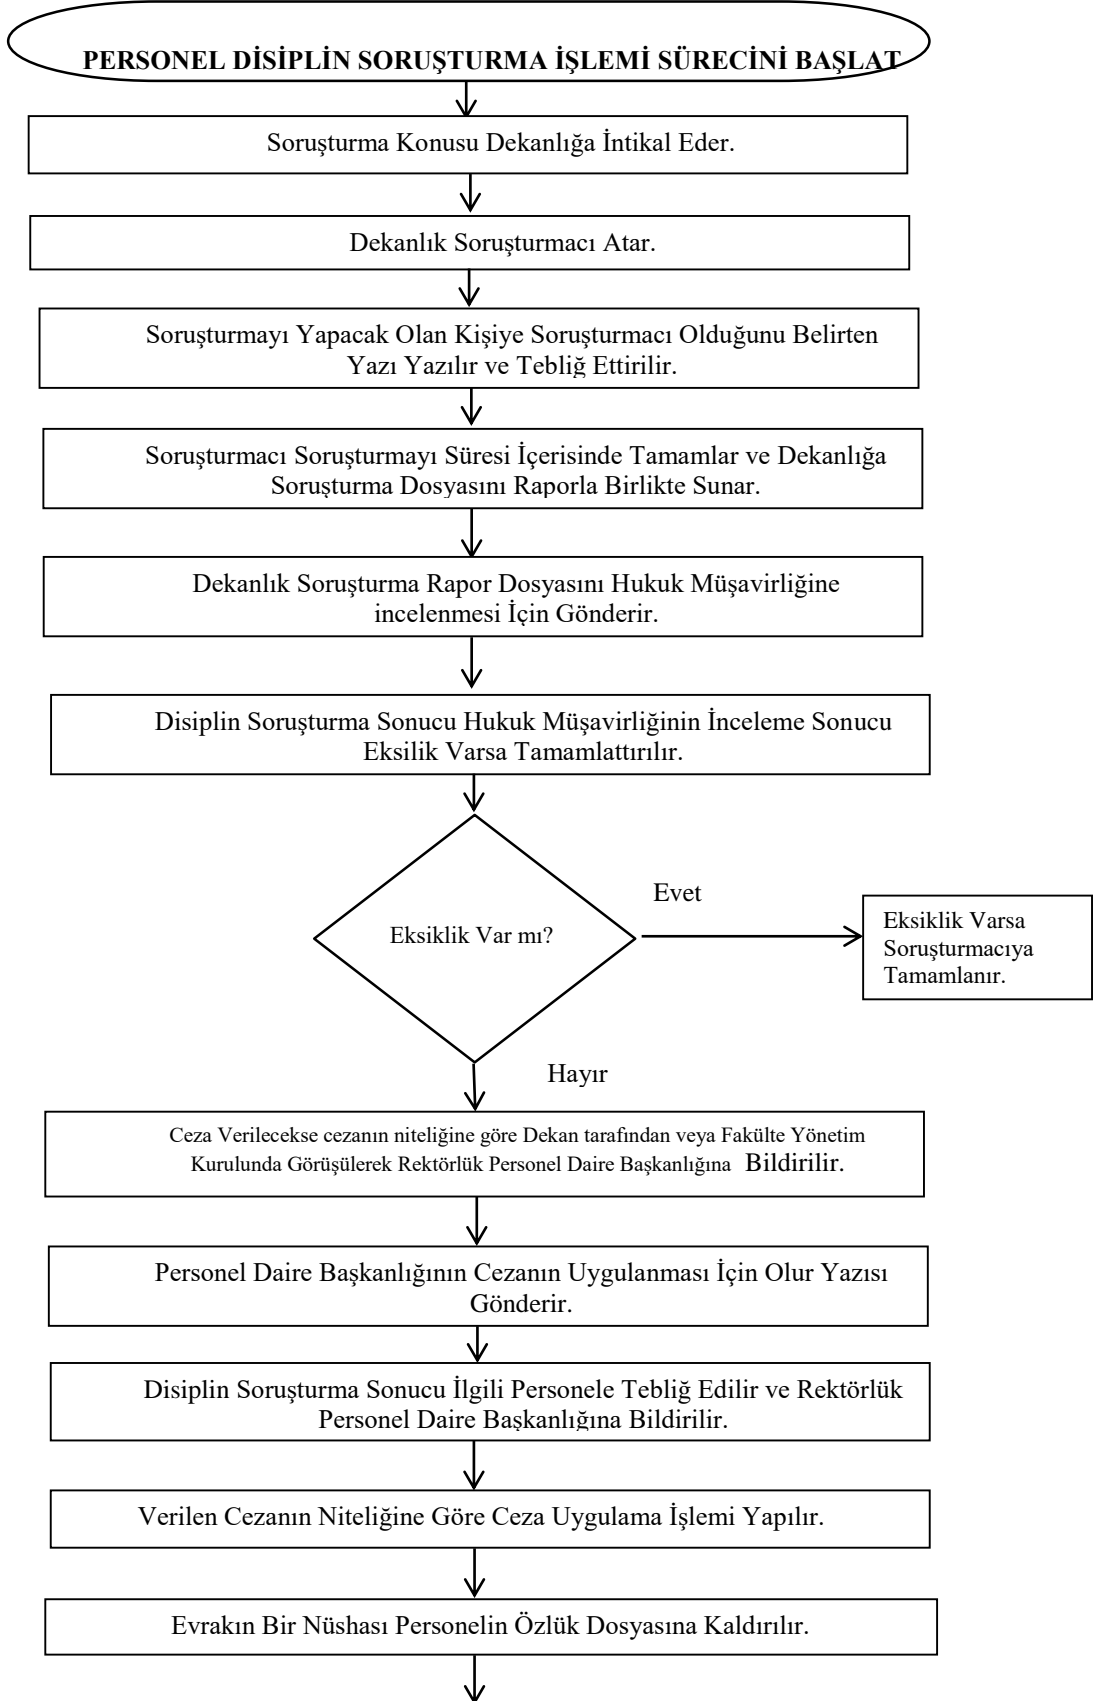 PERSONEL DİSİPLİN SORUŞTURMA İŞLEMİ SÜRECİNİ BAŞLAT
Soruşturma Konusu Dekanlığa İntikal Eder.
Dekanlık Soruşturmacı Atar.
Soruşturmayı Yapacak Olan Kişiye Soruşturmacı Olduğunu Belirten
Yazı Yazılır ve Tebliğ Ettirilir.
Soruşturmacı Soruşturmayı Süresi İçerisinde Tamamlar ve Dekanlığa
Soruşturma Dosyasını Raporla Birlikte Sunar.
Dekanlık Soruşturma Rapor Dosyasını Hukuk Müşavirliğine
incelenmesi İçin Gönderir.
Disiplin Soruşturma Sonucu Hukuk Müşavirliğinin İnceleme Sonucu
Eksilik Varsa Tamamlattırılır.
Evet
Eksiklik Var mı?
Eksiklik Varsa
Soruşturmacıya
Tamamlanır.
Hayır
Ceza Verilecekse cezanın niteliğine göre Dekan tarafından veya Fakülte Yönetim
Kurulunda Görüşülerek Rektörlük Personel Daire Başkanlığına Bildirilir.
Personel Daire Başkanlığının Cezanın Uygulanması İçin Olur Yazısı
Gönderir.
Disiplin Soruşturma Sonucu İlgili Personele Tebliğ Edilir ve Rektörlük
Personel Daire Başkanlığına Bildirilir.
Verilen Cezanın Niteliğine Göre Ceza Uygulama İşlemi Yapılır.
Evrakın Bir Nüshası Personelin Özlük Dosyasına Kaldırılır.